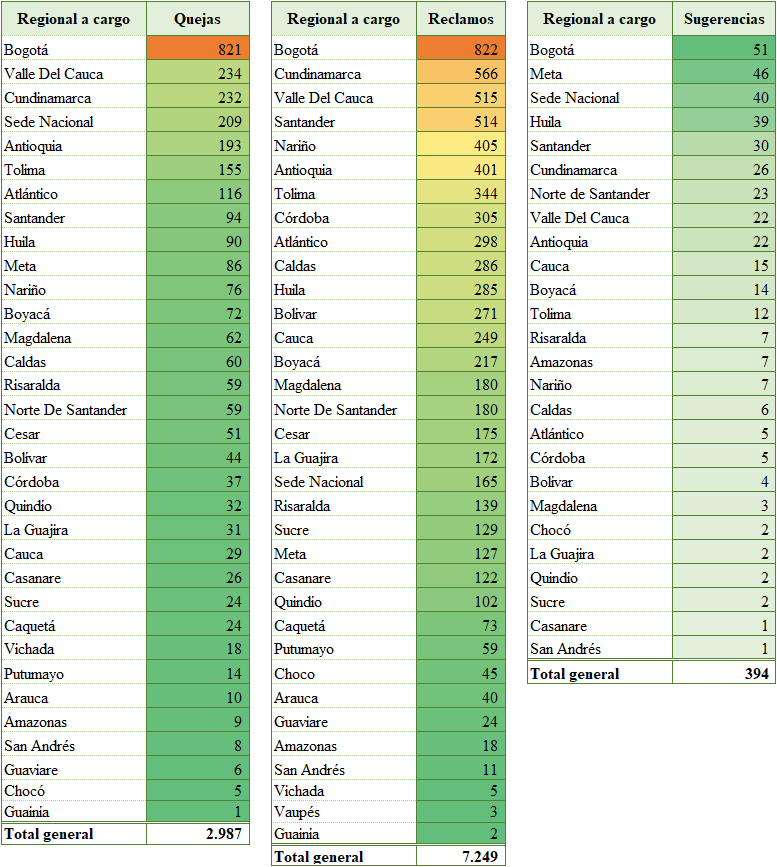 Regional a cargo Quejas
Bogotá 821
Valle Del Cauca 234
Cundinamarca 232
Sede Nacional 209
Antioquia 193
Tolima 155
Atlántico 116
Santander 94
Huila 90
Meta 86
Nariño 76
Boyacá 72
Magdalena 62
Caldas 60
Risaralda 59
Norte De Santander 59
Cesar 51
Bolivar 44
Córdoba 37
Quindio 32
La Guajira 31
Cauca 29
Casanare 26
Sucre 24
Caquetá 24
Vichada 18
Putumayo 14
Arauca 10
Amazonas 9
San Andrés 8
Guaviare 6
Chocó 5
Guainia 1
Total general 2.987
Regional a cargo Reclamos
Bogotá 822
Cundinamarca 566
Valle Del Cauca 515
Santander 514
Nariño 405
Antioquia 401
Tolima 344
Córdoba 305
Atlántico 298
Caldas 286
Huila 285
Bolivar 271
Cauca 249
Boyacá 217
Magdalena 180
Norte De Santander 180
Cesar 175
La Guajira 172
Sede Nacional 165
Risaralda 139
Sucre 129
Meta 127
Casanare 122
Quindio 102
Caquetá 73
Putumayo 59
Choco 45
Arauca 40
Guaviare 24
Amazonas 18
San Andrés 11
Vichada 5
Vaupés 3
Guainia 2
Total general 7.249
Regional a cargo Sugerencias
Bogotá 51
Meta 46
Sede Nacional 40
Huila 39
Santander 30
Cundinamarca 26
Norte de Santander 23
Valle Del Cauca 22
Antioquia 22
Cauca 15
Boyacá 14
Tolima 12
Risaralda 7
Amazonas 7
Nariño 7
Caldas 6
Atlántico 5
Córdoba 5
Bolivar 4
Magdalena 3
Chocó 2
La Guajira 2
Quindio 2
Sucre 2
Casanare 1
San Andrés 1
Total general 394